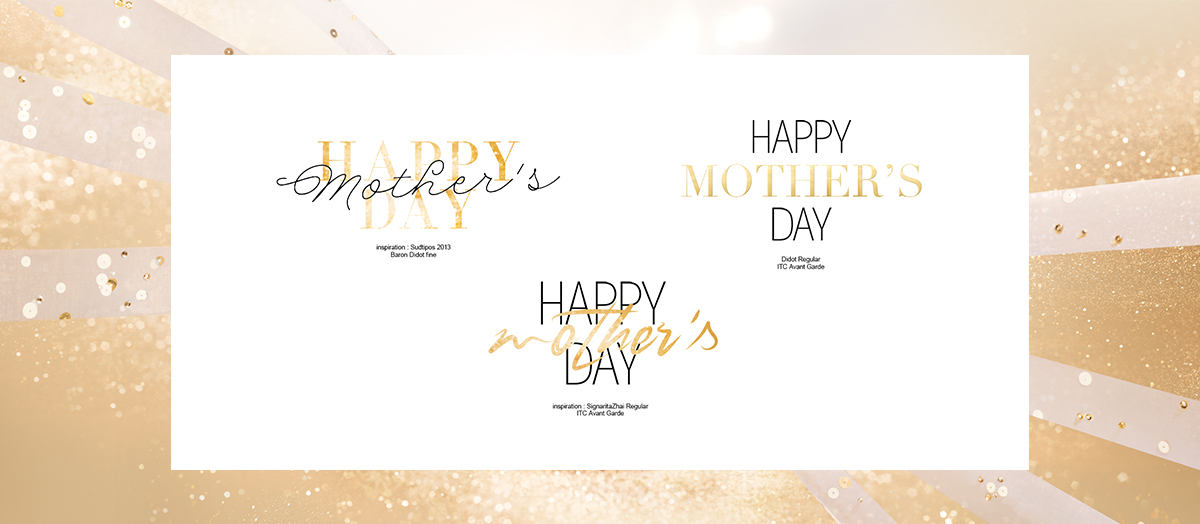 HAPPY
Mother's
DAY
inspiration : Sudtipos 2013
Baron Didot fine
HAPPY
MOTHER'S
DAY
Didot Regular
ITC Avant Garde
HAPPY
mother's
DAY
inspiration : SignaritaZhai Regular
ITC Avant Garde